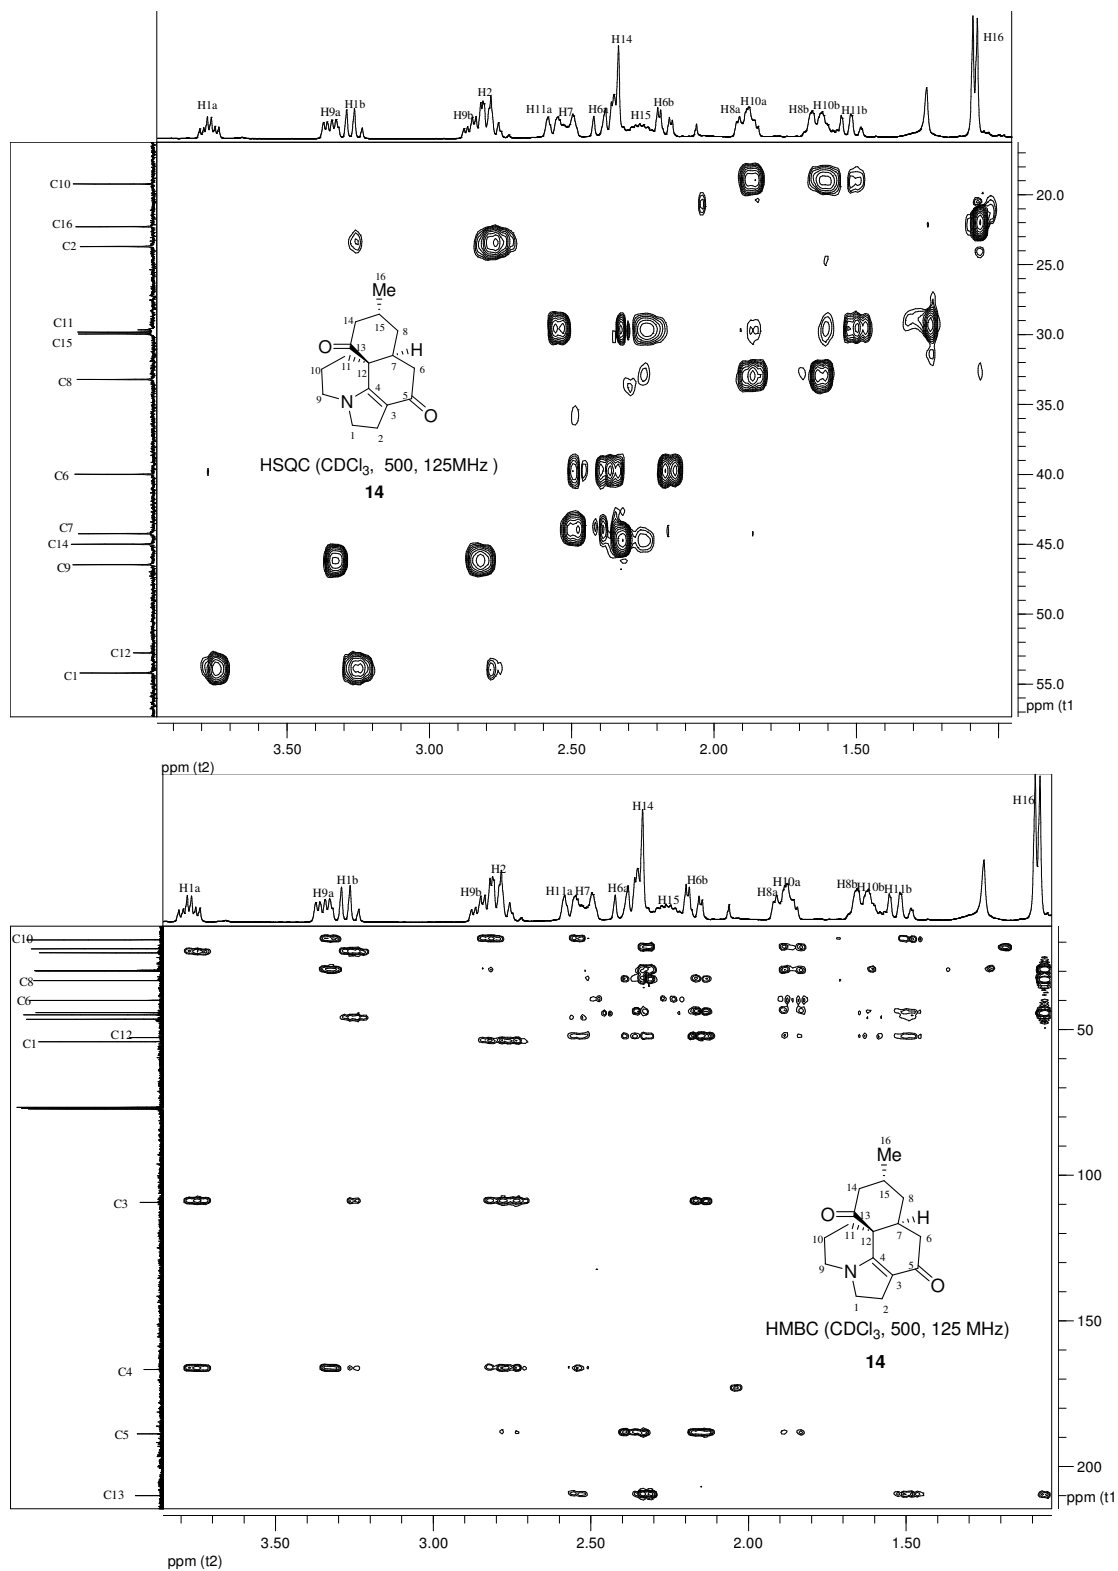 H1a H9a H1b H9b H2 H11a H7 H6a H14 H15 H6b H8a H10a H8b H10b H11b H16
C10
C16
C2
C11
C15
C8
C6
C7
C14
C9
C12
C1
20.0
25.0
30.0
35.0
40.0
45.0
50.0
55.0
ppm (t1
16
Me
14
15
8
O
13
H
10
11
12
7
6
9
4
N
5
3
O
1
2
HSQC (CDCl3, 500, 125MHz )
14
3.50 3.00 2.50 2.00 1.50
ppm (t2)
H1a H9a H1b H9b H2 H11a H7 H6a H14 H15 H6b H8a H10a H8b H10b H11b H16
C10
C8
C6
C12
C1
C3
C4
C5
C13
50
100
150
200
ppm (t1
16
Me
14
15
8
O
13
H
10
11
12
7
6
9
4
N
5
3
O
1
2
HMBC (CDCl3, 500, 125 MHz)
14
3.50 3.00 2.50 2.00 1.50
ppm (t2)